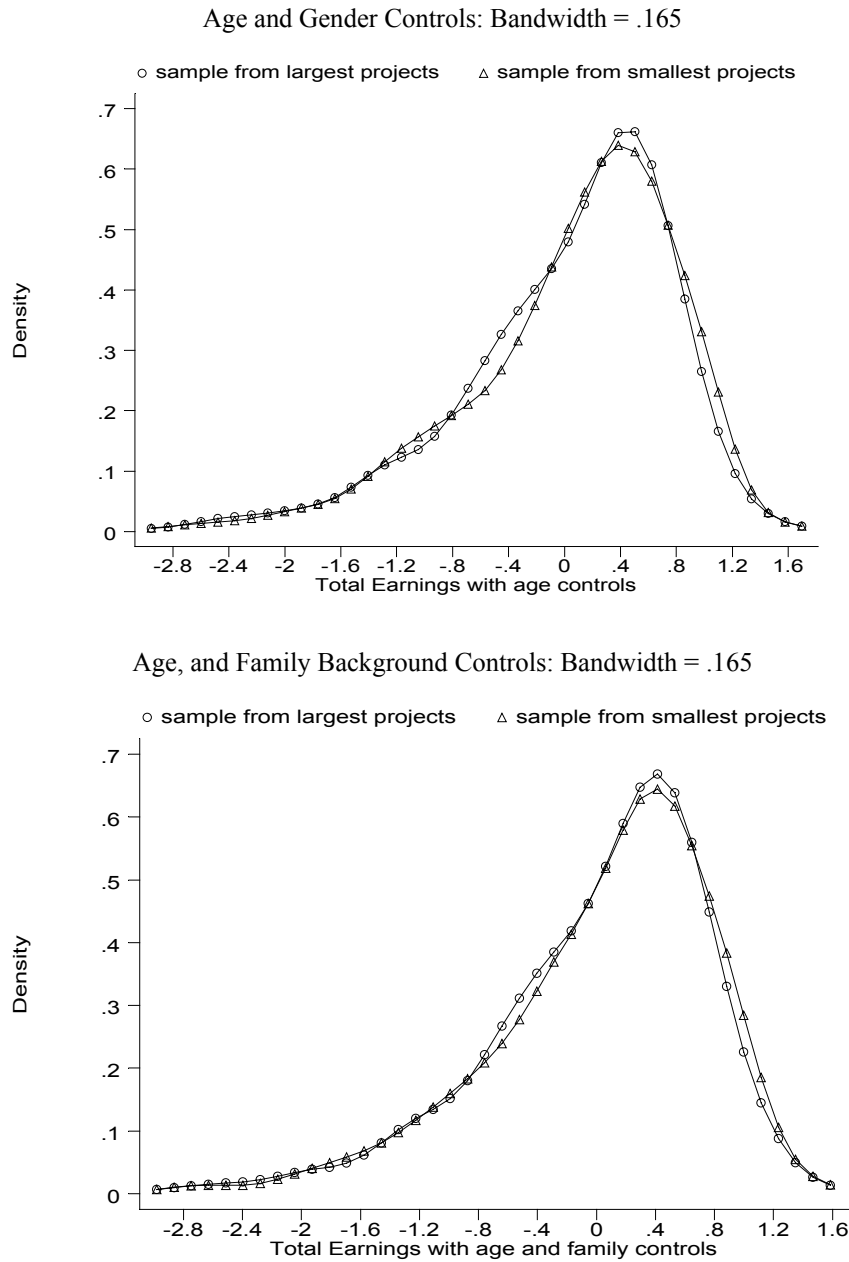 Age and Gender Controls: Bandwidth = .165
○ sample from largest projects △ sample from smallest projects
.7
.6
.5
.4
.3
.2
.1
0
Density
-2.8 -2.4 -2 -1.6 -1.2 -.8 -.4 0 .4 .8 1.2 1.6
Total Earnings with age controls
Age, and Family Background Controls: Bandwidth = .165
○ sample from largest projects △ sample from smallest projects
.7
.6
.5
.4
.3
.2
.1
0
Density
-2.8 -2.4 -2 -1.6 -1.2 -.8 -.4 0 .4 .8 1.2 1.6
Total Earnings with age and family controls